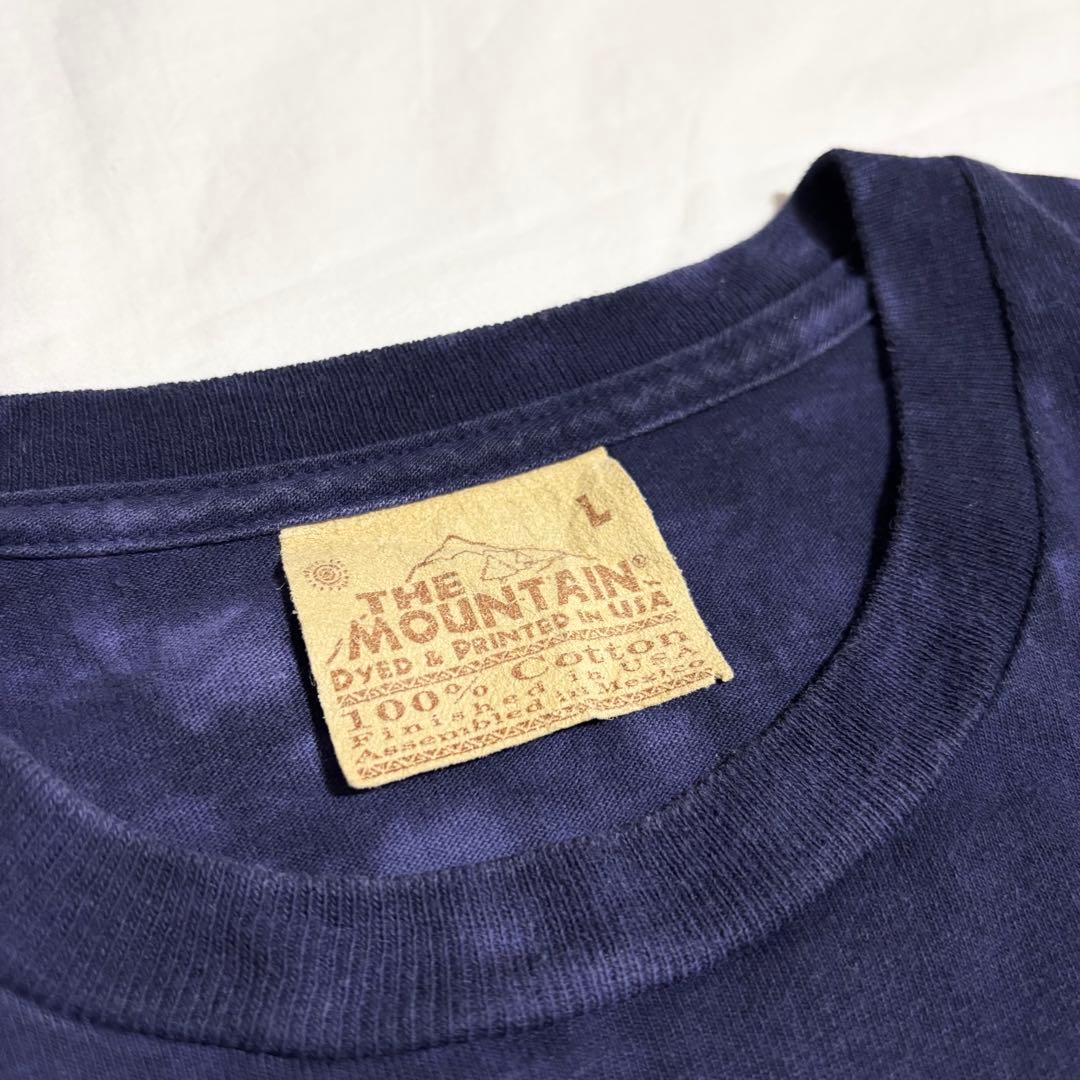 L
THE
MOUNTAIN®
DYED & PRINTED IN USA
100% Cotton
Finished in USA
Assembled in Mexico